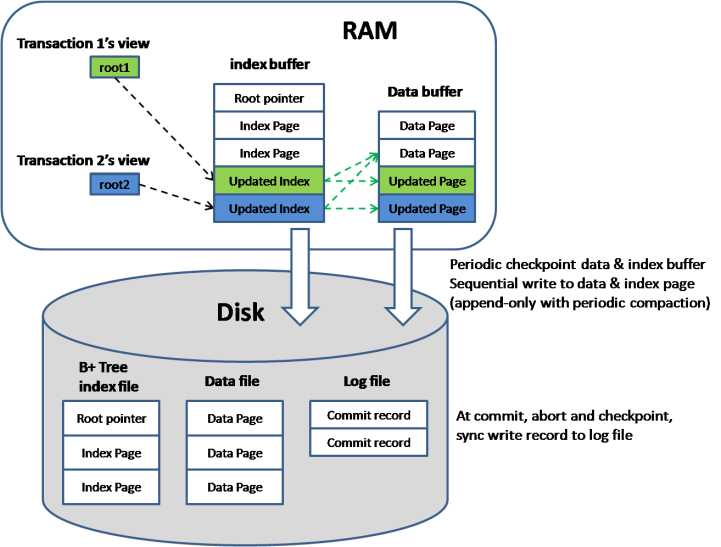 RAM
Transaction 1's view
root1
Transaction 2's view
root2
index buffer
Root pointer
Index Page
Index Page
Updated Index
Updated Index
Data buffer
Data Page
Data Page
Updated Page
Updated Page
Periodic checkpoint data & index buffer
Sequential write to data & index page
(append-only with periodic compaction)
Disk
B+ Tree
index file
Root pointer
Index Page
Index Page
Data file
Data Page
Data Page
Data Page
Log file
Commit record
Commit record
At commit, abort and checkpoint,
sync write record to log file